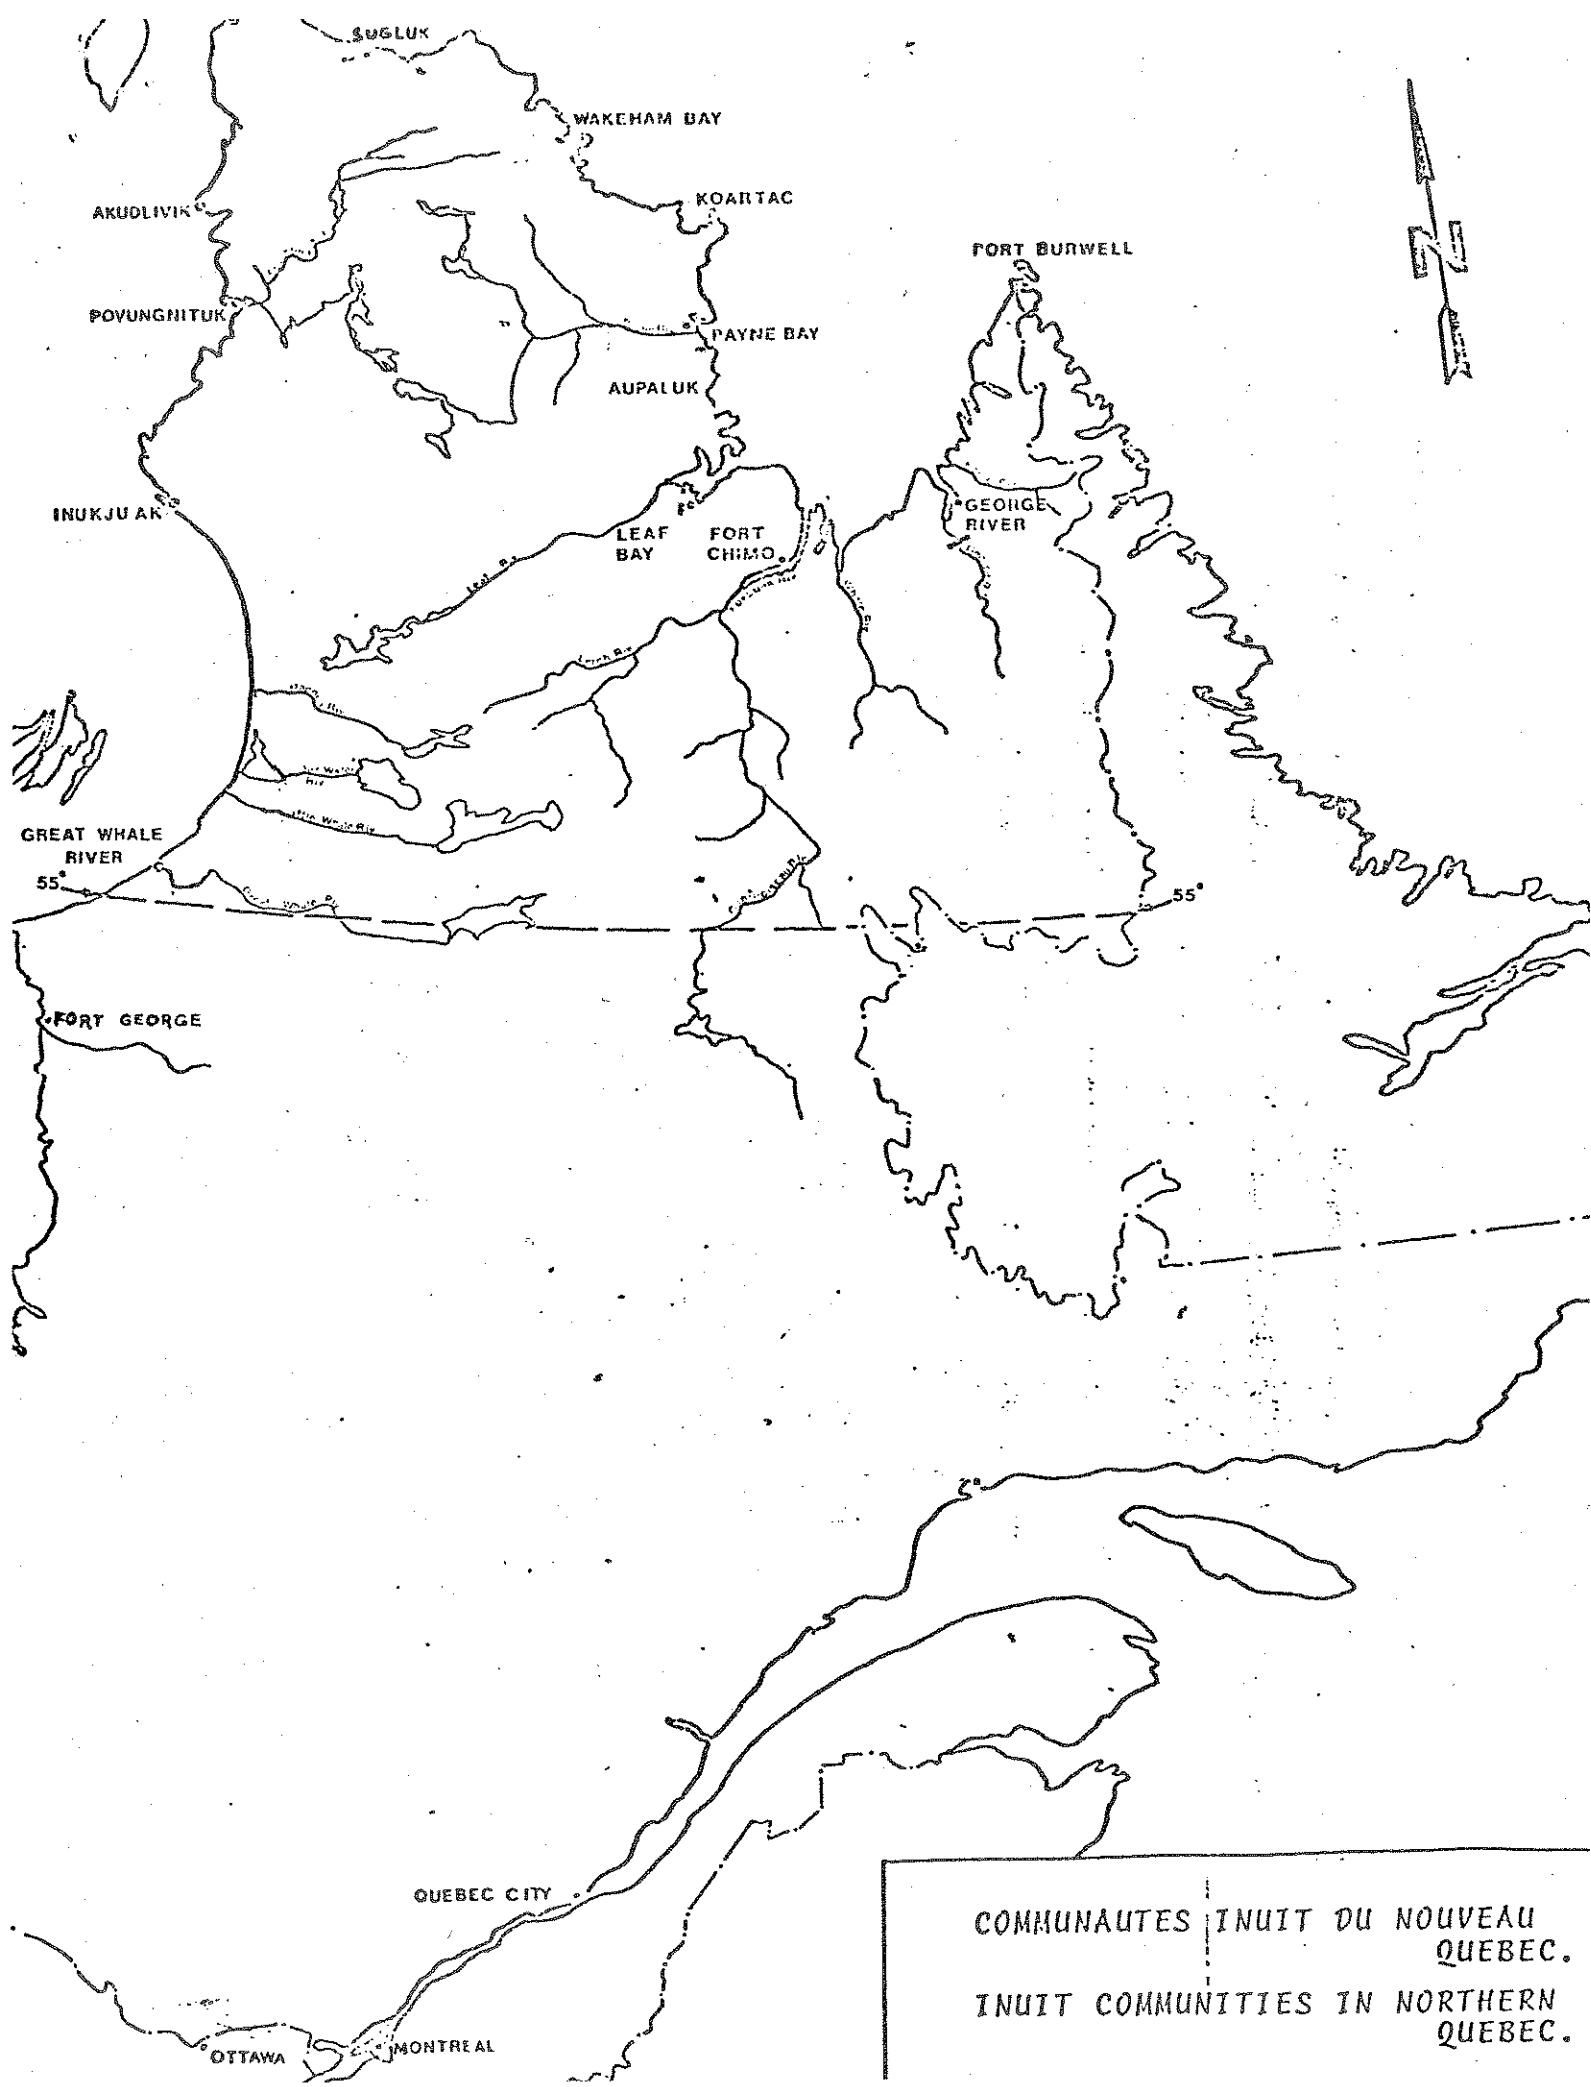 SUGLUK
WAKEHAM BAY
AKUDLIVIK
KOARTAC
PORT BURWELL
POVUNGNITUK
PAYNE BAY
AUPALUK
INUKJUAK
GEORGE
RIVER
LEAF
BAY
FORT
CHIMO
Leaf
GREAT WHALE
RIVER
55°
55°
FORT GEORGE
QUEBEC CITY
OTTAWA
MONTREAL
COMMUNAUTES INUIT DU NOUVEAU
QUEBEC.
INUIT COMMUNITIES IN NORTHERN
QUEBEC.